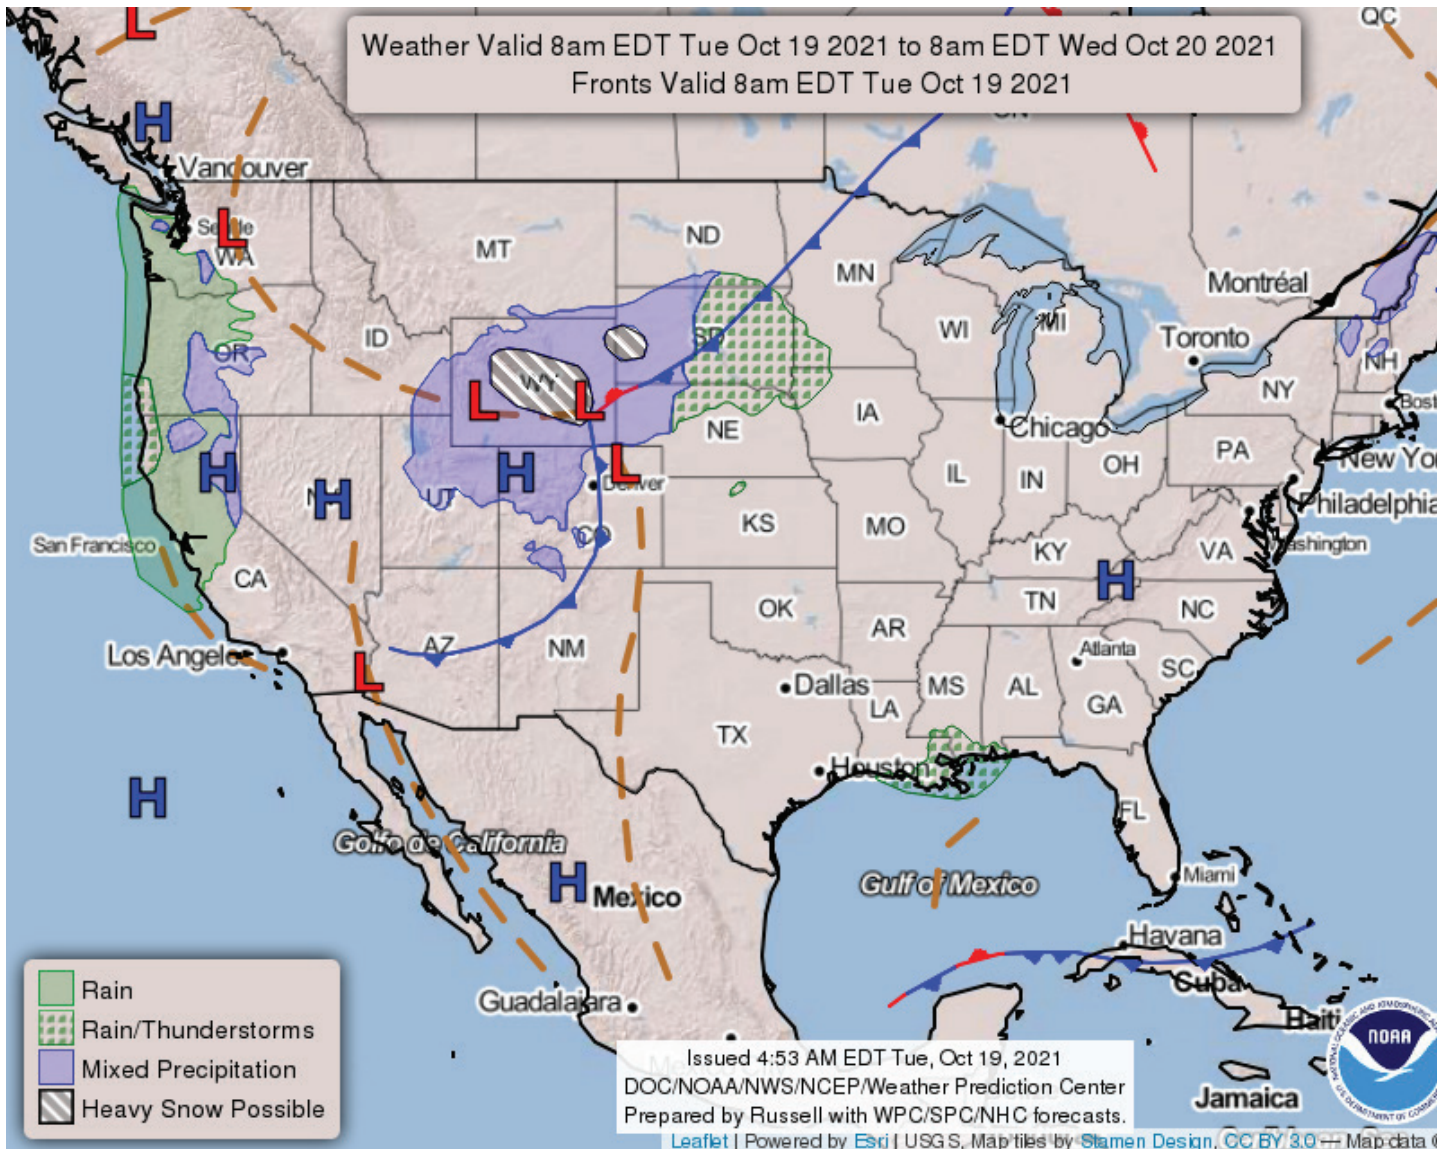 Weather Valid 8am EDT Tue Oct 19 2021 to 8am EDT Wed Oct 20 2021
Fronts Valid 8am EDT Tue Oct 19 2021
L
QC
H
Vancouver
L
WA
MT
ND
MN
Montréal
OR
ID
WY
SD
WI
MI
Toronto
NH
NY
L
L
NE
IA
Chicago
PA
New Yo
H
H
UT
H
L
Denver
CO
KS
MO
IL
IN
OH
Philadelphia
San Francisco
CA
KY
VA
H
OK
AR
TN
NC
Los Angeles
AZ
NM
L
Dallas
MS
AL
Atlanta
GA
SC
LA
TX
Houston
FL
H
Golfo de California
H
Mexico
Gulf of Mexico
Miami
Havana
Cuba
Guadalajara
Haiti
Jamaica
NOAA
Rain
Rain/Thunderstorms
Mixed Precipitation
Heavy Snow Possible
Issued 4:53 AM EDT Tue, Oct 19, 2021
DOC/NOAA/NWS/NCEP/Weather Prediction Center
Prepared by Russell with WPC/SPC/NHC forecasts.
Leaflet | Powered by Esri | USGS, Map tiles by Stamen Design, CC BY 3.0 — Map data ©